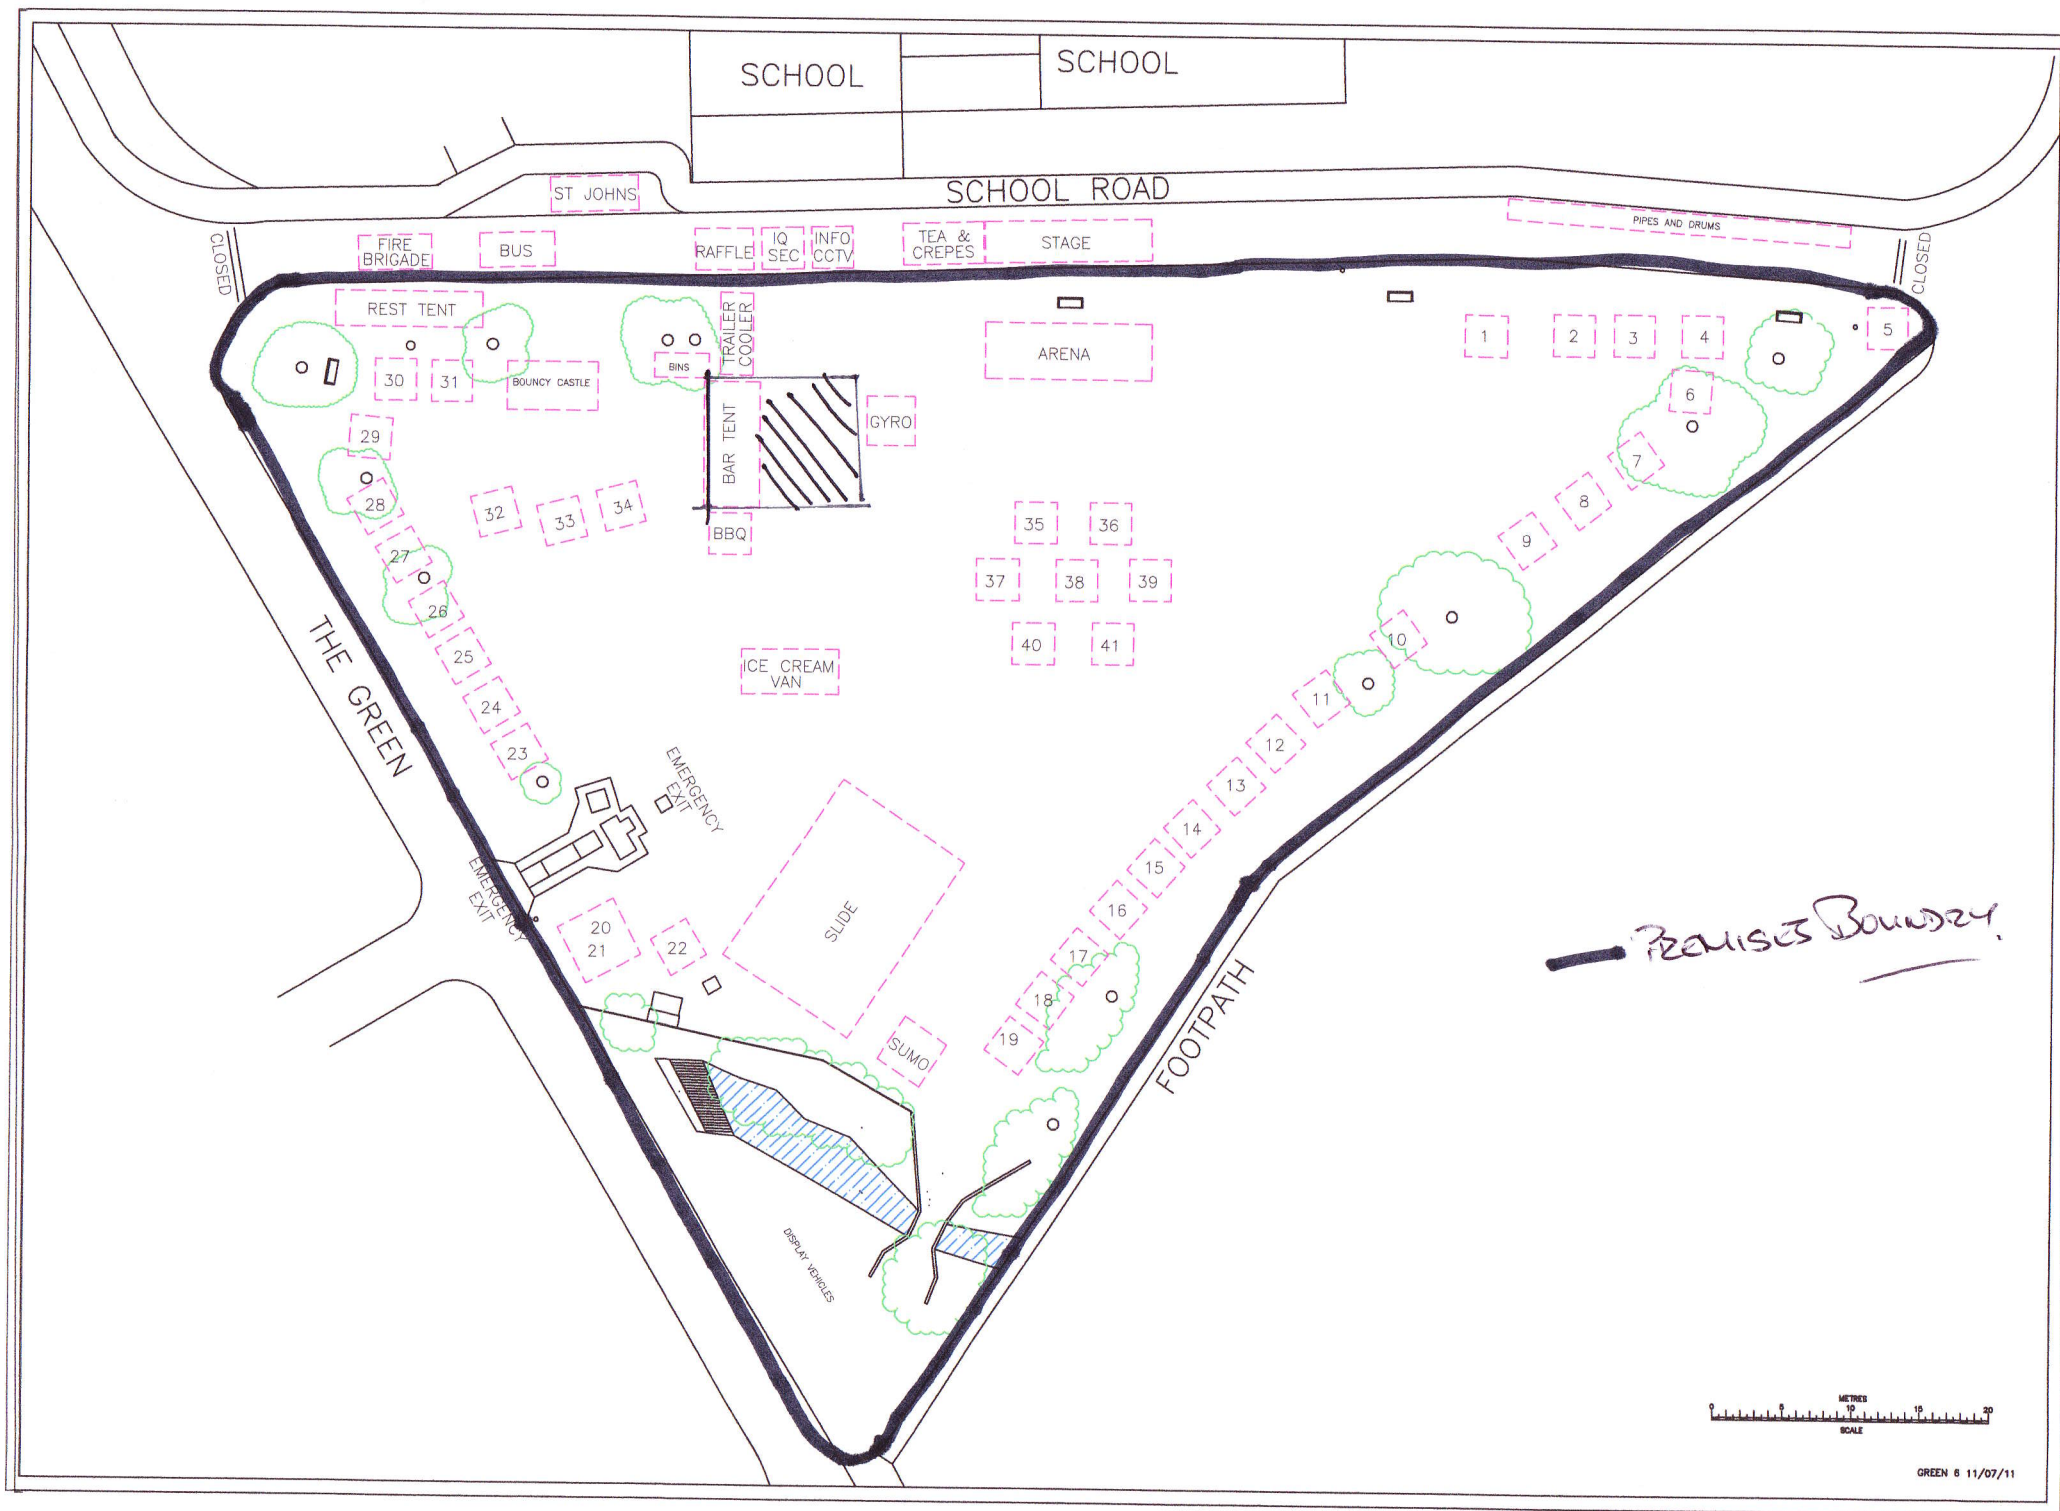 SCHOOL
SCHOOL
SCHOOL ROAD
ST JOHNS
PIPES AND DRUMS
CLOSED
FIRE
BRIGADE
BUS
RAFFLE
IQ
SEC
INFO
CCTV
TEA &
CREPES
STAGE
CLOSED
REST TENT
TRAILER
COOLER
BINS
ARENA
1
2
3
4
5
30
31
BOUNCY CASTLE
BAR TENT
GYRO
6
29
7
28
32
33
34
BBQ
35
36
8
9
27
37
38
39
26
10
25
40
41
ICE CREAM
VAN
THE GREEN
24
11
23
12
EMERGENCY
EXIT
13
14
15
EMERGENCY
EXIT
16
20
21
22
SLIDE
17
18
19
SUMO
FOOTPATH
PREMISES BOUNDRY.
DISPLAY VEHICLES
METRES
0 5 10 15 20
SCALE
GREEN 6 11/07/11